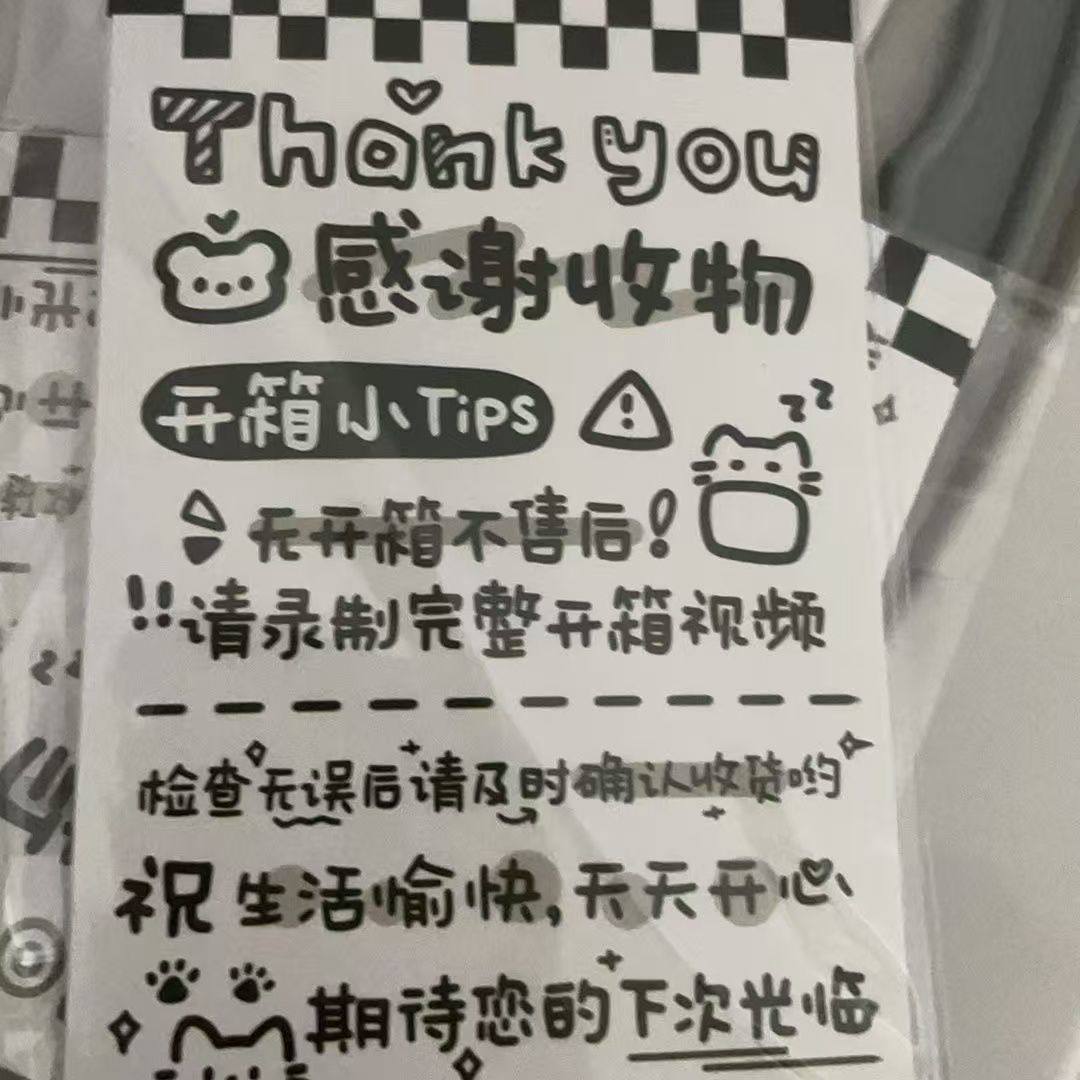 Thank you
感谢收物
开箱小Tips
zz
无开箱不售后!
!!请录制完整开箱视频
检查无误后请及时确认收货哟
祝生活愉快,天天开心
期待您的下次光临